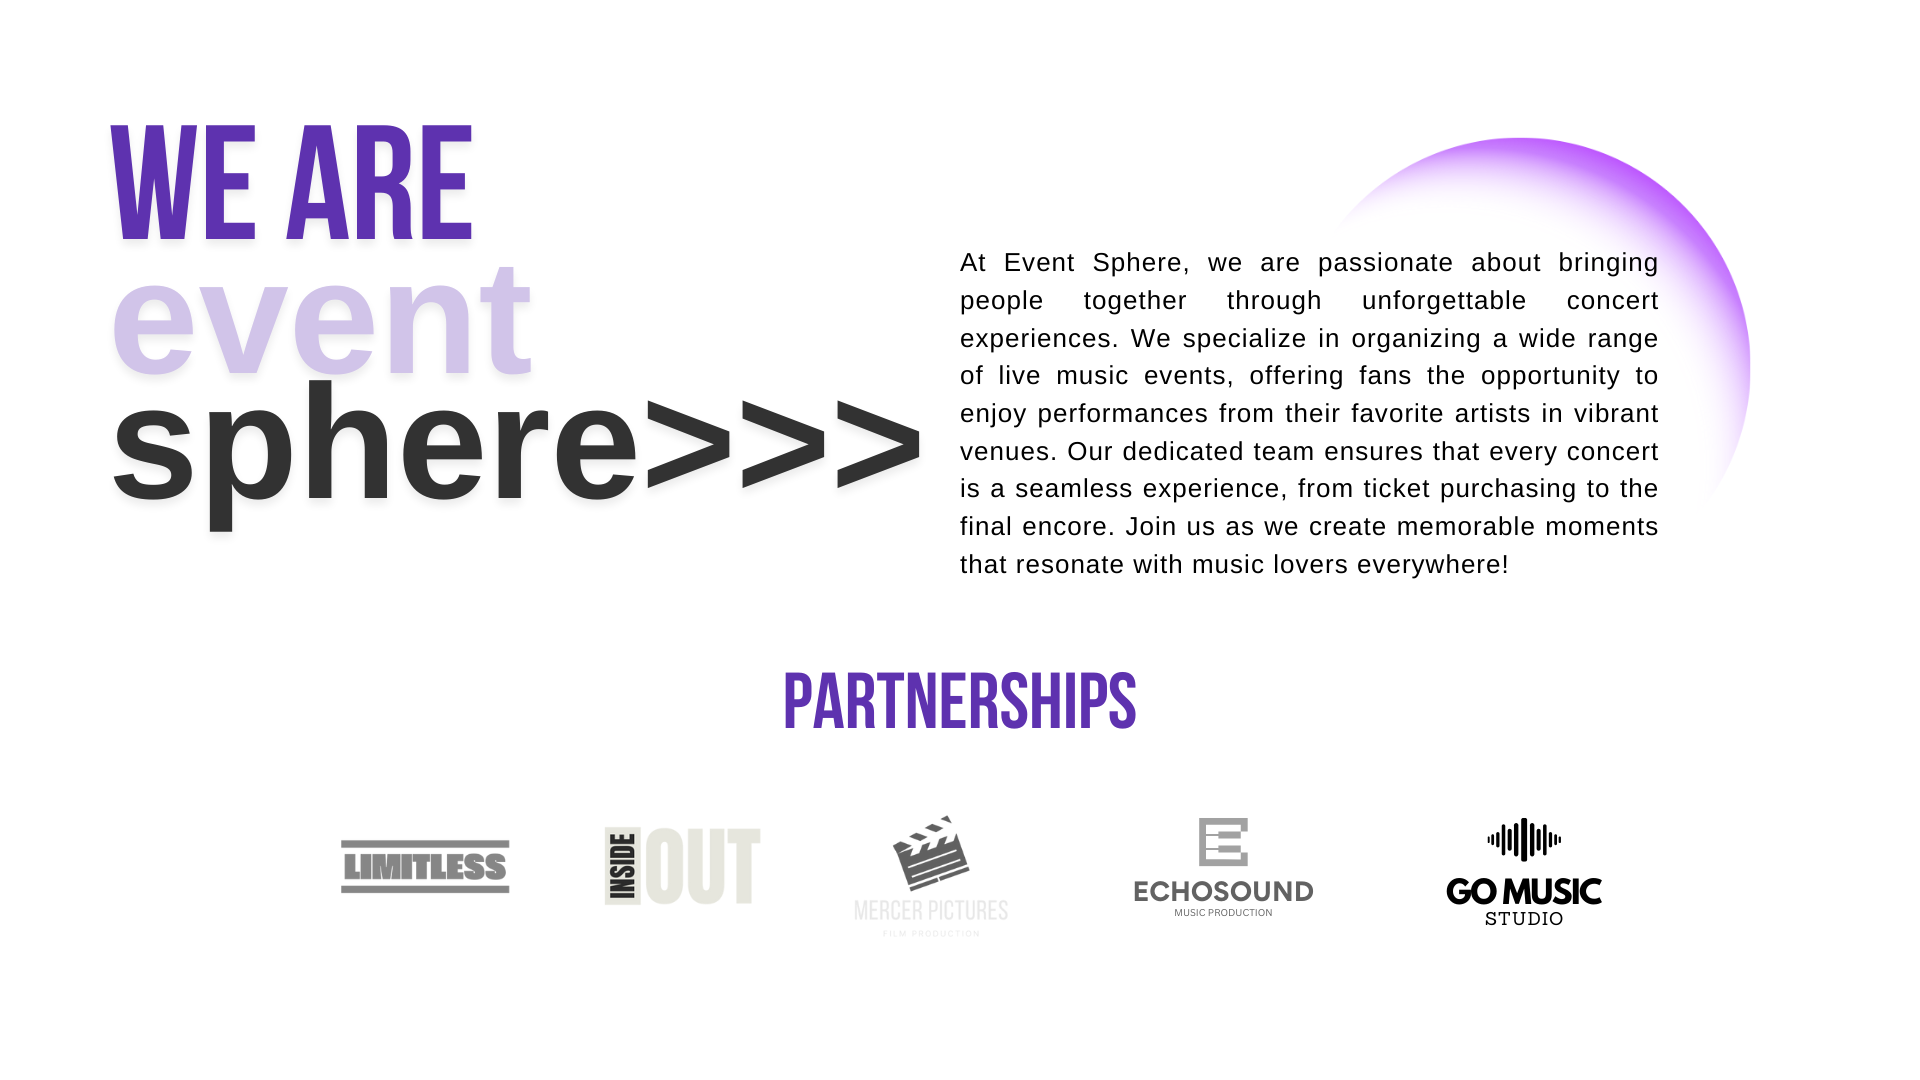 WE ARE
event
sphere>>>
At Event Sphere, we are passionate about bringing
people together through unforgettable concert
experiences. We specialize in organizing a wide range
of live music events, offering fans the opportunity to
enjoy performances from their favorite artists in vibrant
venues. Our dedicated team ensures that every concert
is a seamless experience, from ticket purchasing to the
final encore. Join us as we create memorable moments
that resonate with music lovers everywhere!
PARTNERSHIPS
LIMITLESS
INSIDE OUT
MERCER PICTURES
FILM PRODUCTION
ECHOSOUND
MUSIC PRODUCTION
GO MUSIC
STUDIO